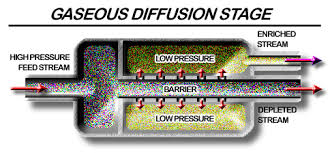 GASEOUS DIFFUSION STAGE
ENRICHED
STREAM
HIGH PRESSURE
FEED STREAM
LOW PRESSURE
BARRIER
LOW PRESSURE
DEPLETED
STREAM